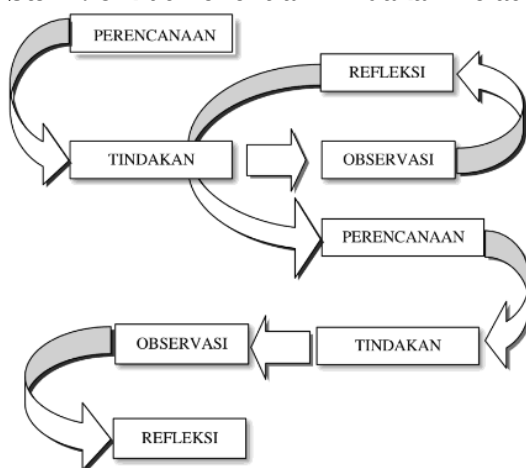 PERENCANAAN
REFLEKSI
TINDAKAN
OBSERVASI
PERENCANAAN
TINDAKAN
OBSERVASI
REFLEKSI